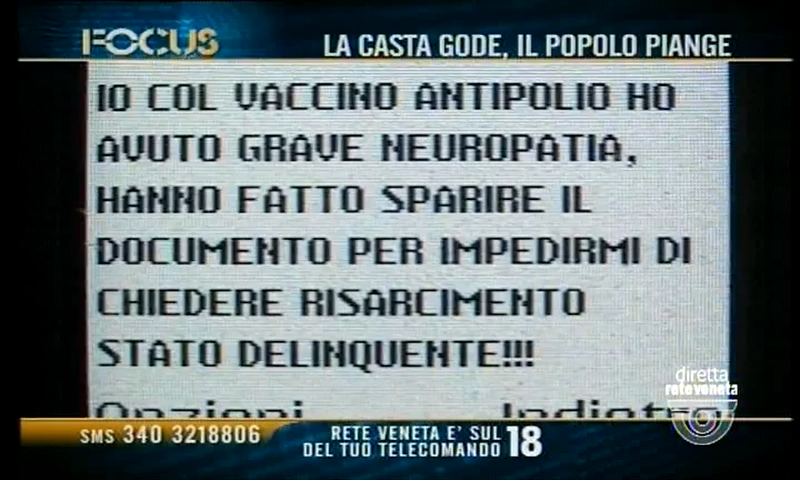 FOCUS
LA CASTA GODE, IL POPOLO PIANGE
IO COL VACCINO ANTIPOLIO HO
AVUTO GRAVE NEUROPATIA,
HANNO FATTO SPARIRE IL
DOCUMENTO PER IMPEDIRMI DI
CHIEDERE RISARCIMENTO
STATO DELINQUENTE!!!
Opzioni Indietro
diretta
reteveneta
SMS 340 3218806
RETE VENETA E' SUL
DEL TUO TELECOMANDO 18